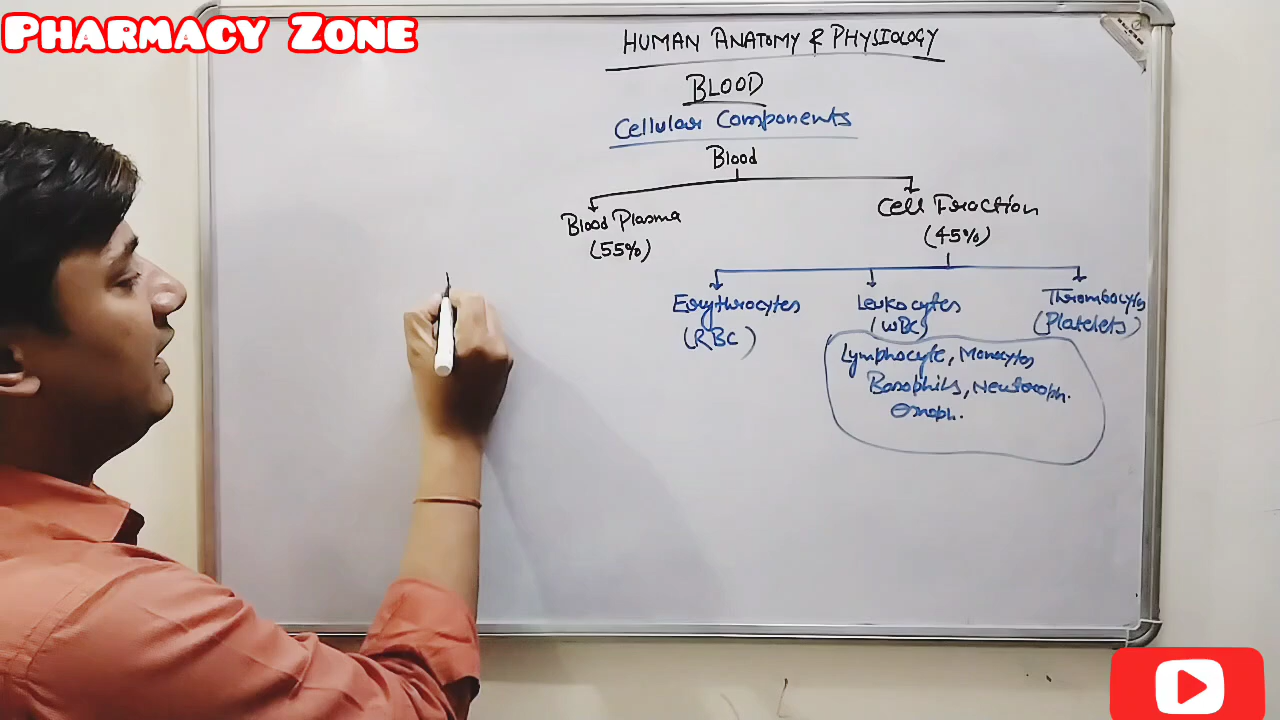 PHARMACY ZONE
HUMAN ANATOMY & PHYSIOLOGY
BLOOD
Cellular Components
Blood
Blood Plasma
(55%)
Cell Fraction
(45%)
Erythrocytes
(RBC)
Leukocytes
(WBC)
Thrombocytes
(Platelets)
Lymphocyte, Monocytes
Basophils, Neutroph.